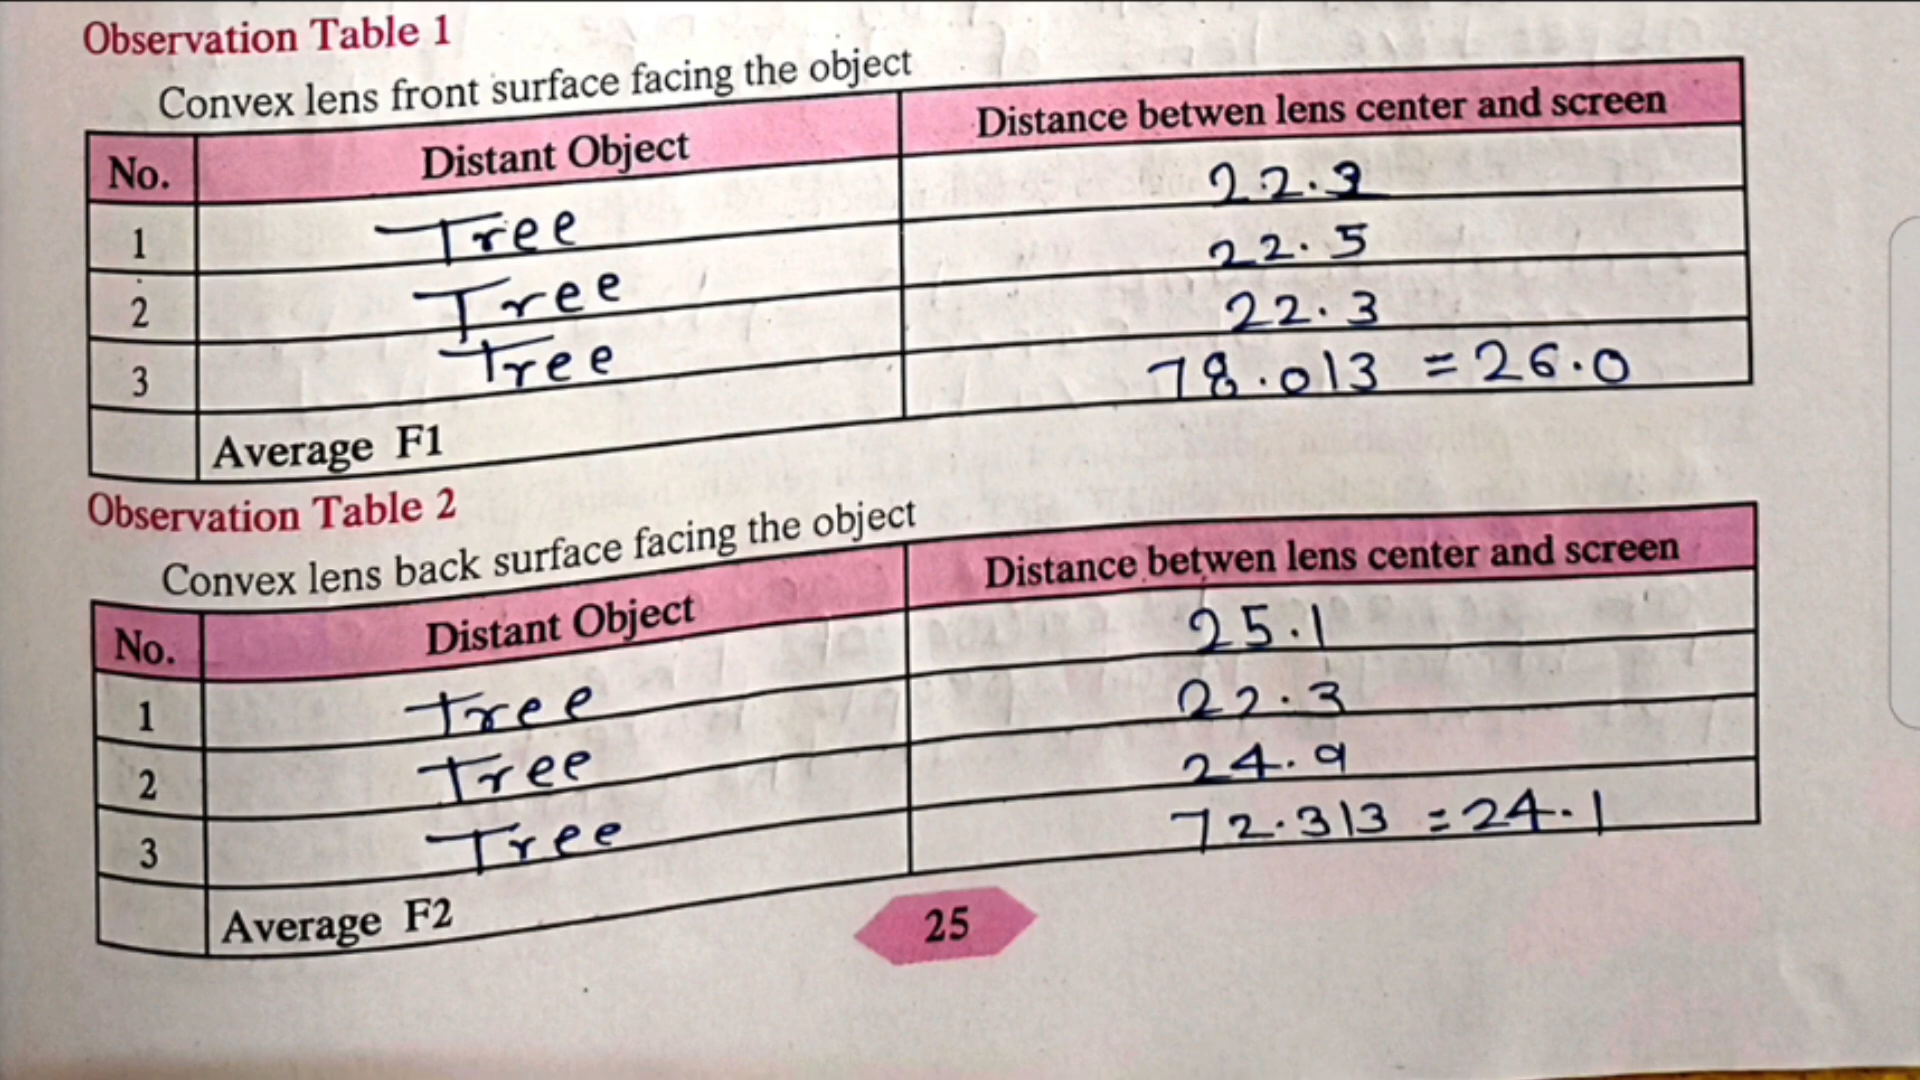 Observation Table 1
Convex lens front surface facing the object
No. Distant Object Distance betwen lens center and screen
1 Tree 22.3
2 Tree 22.5
3 Tree 22.3
Average F1 78.013 = 26.0
Observation Table 2
Convex lens back surface facing the object
No. Distant Object Distance betwen lens center and screen
1 Tree 25.1
2 Tree 22.3
3 Tree 24.9
Average F2 72.313 = 24.1
25